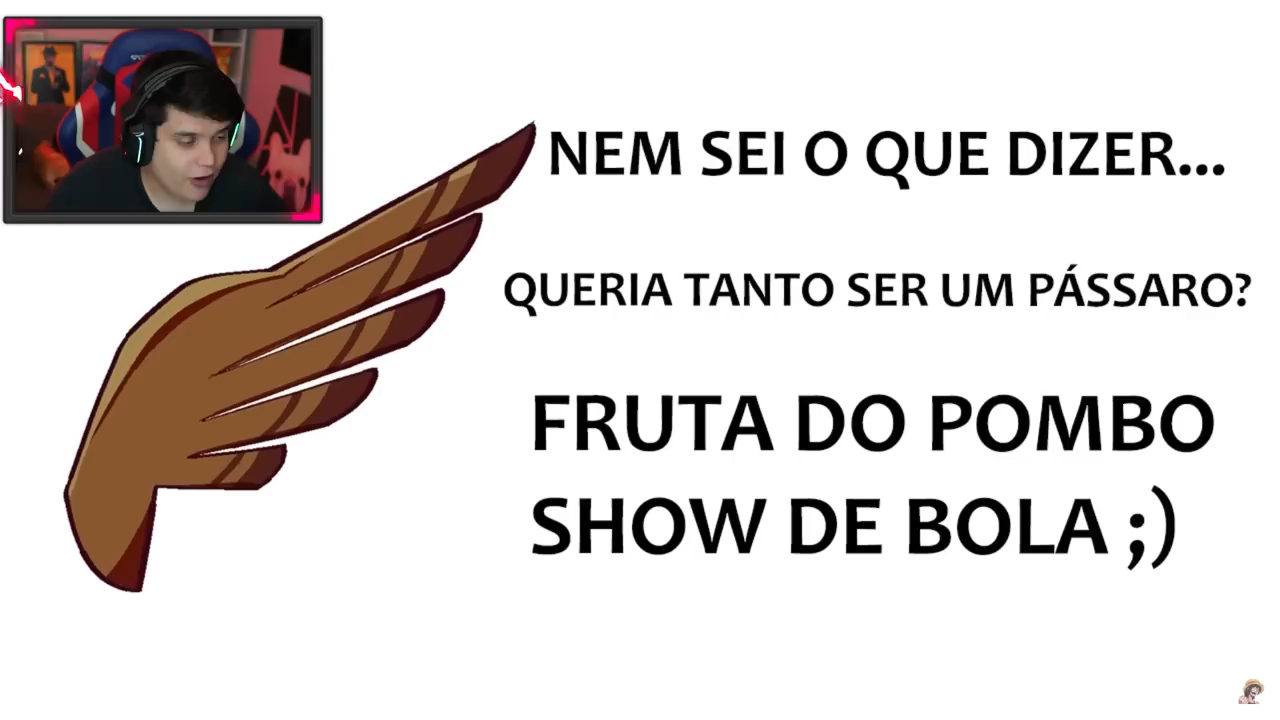 NEM SEI O QUE DIZER...
QUERIA TANTO SER UM PÁSSARO?
FRUTA DO POMBO
SHOW DE BOLA ;)